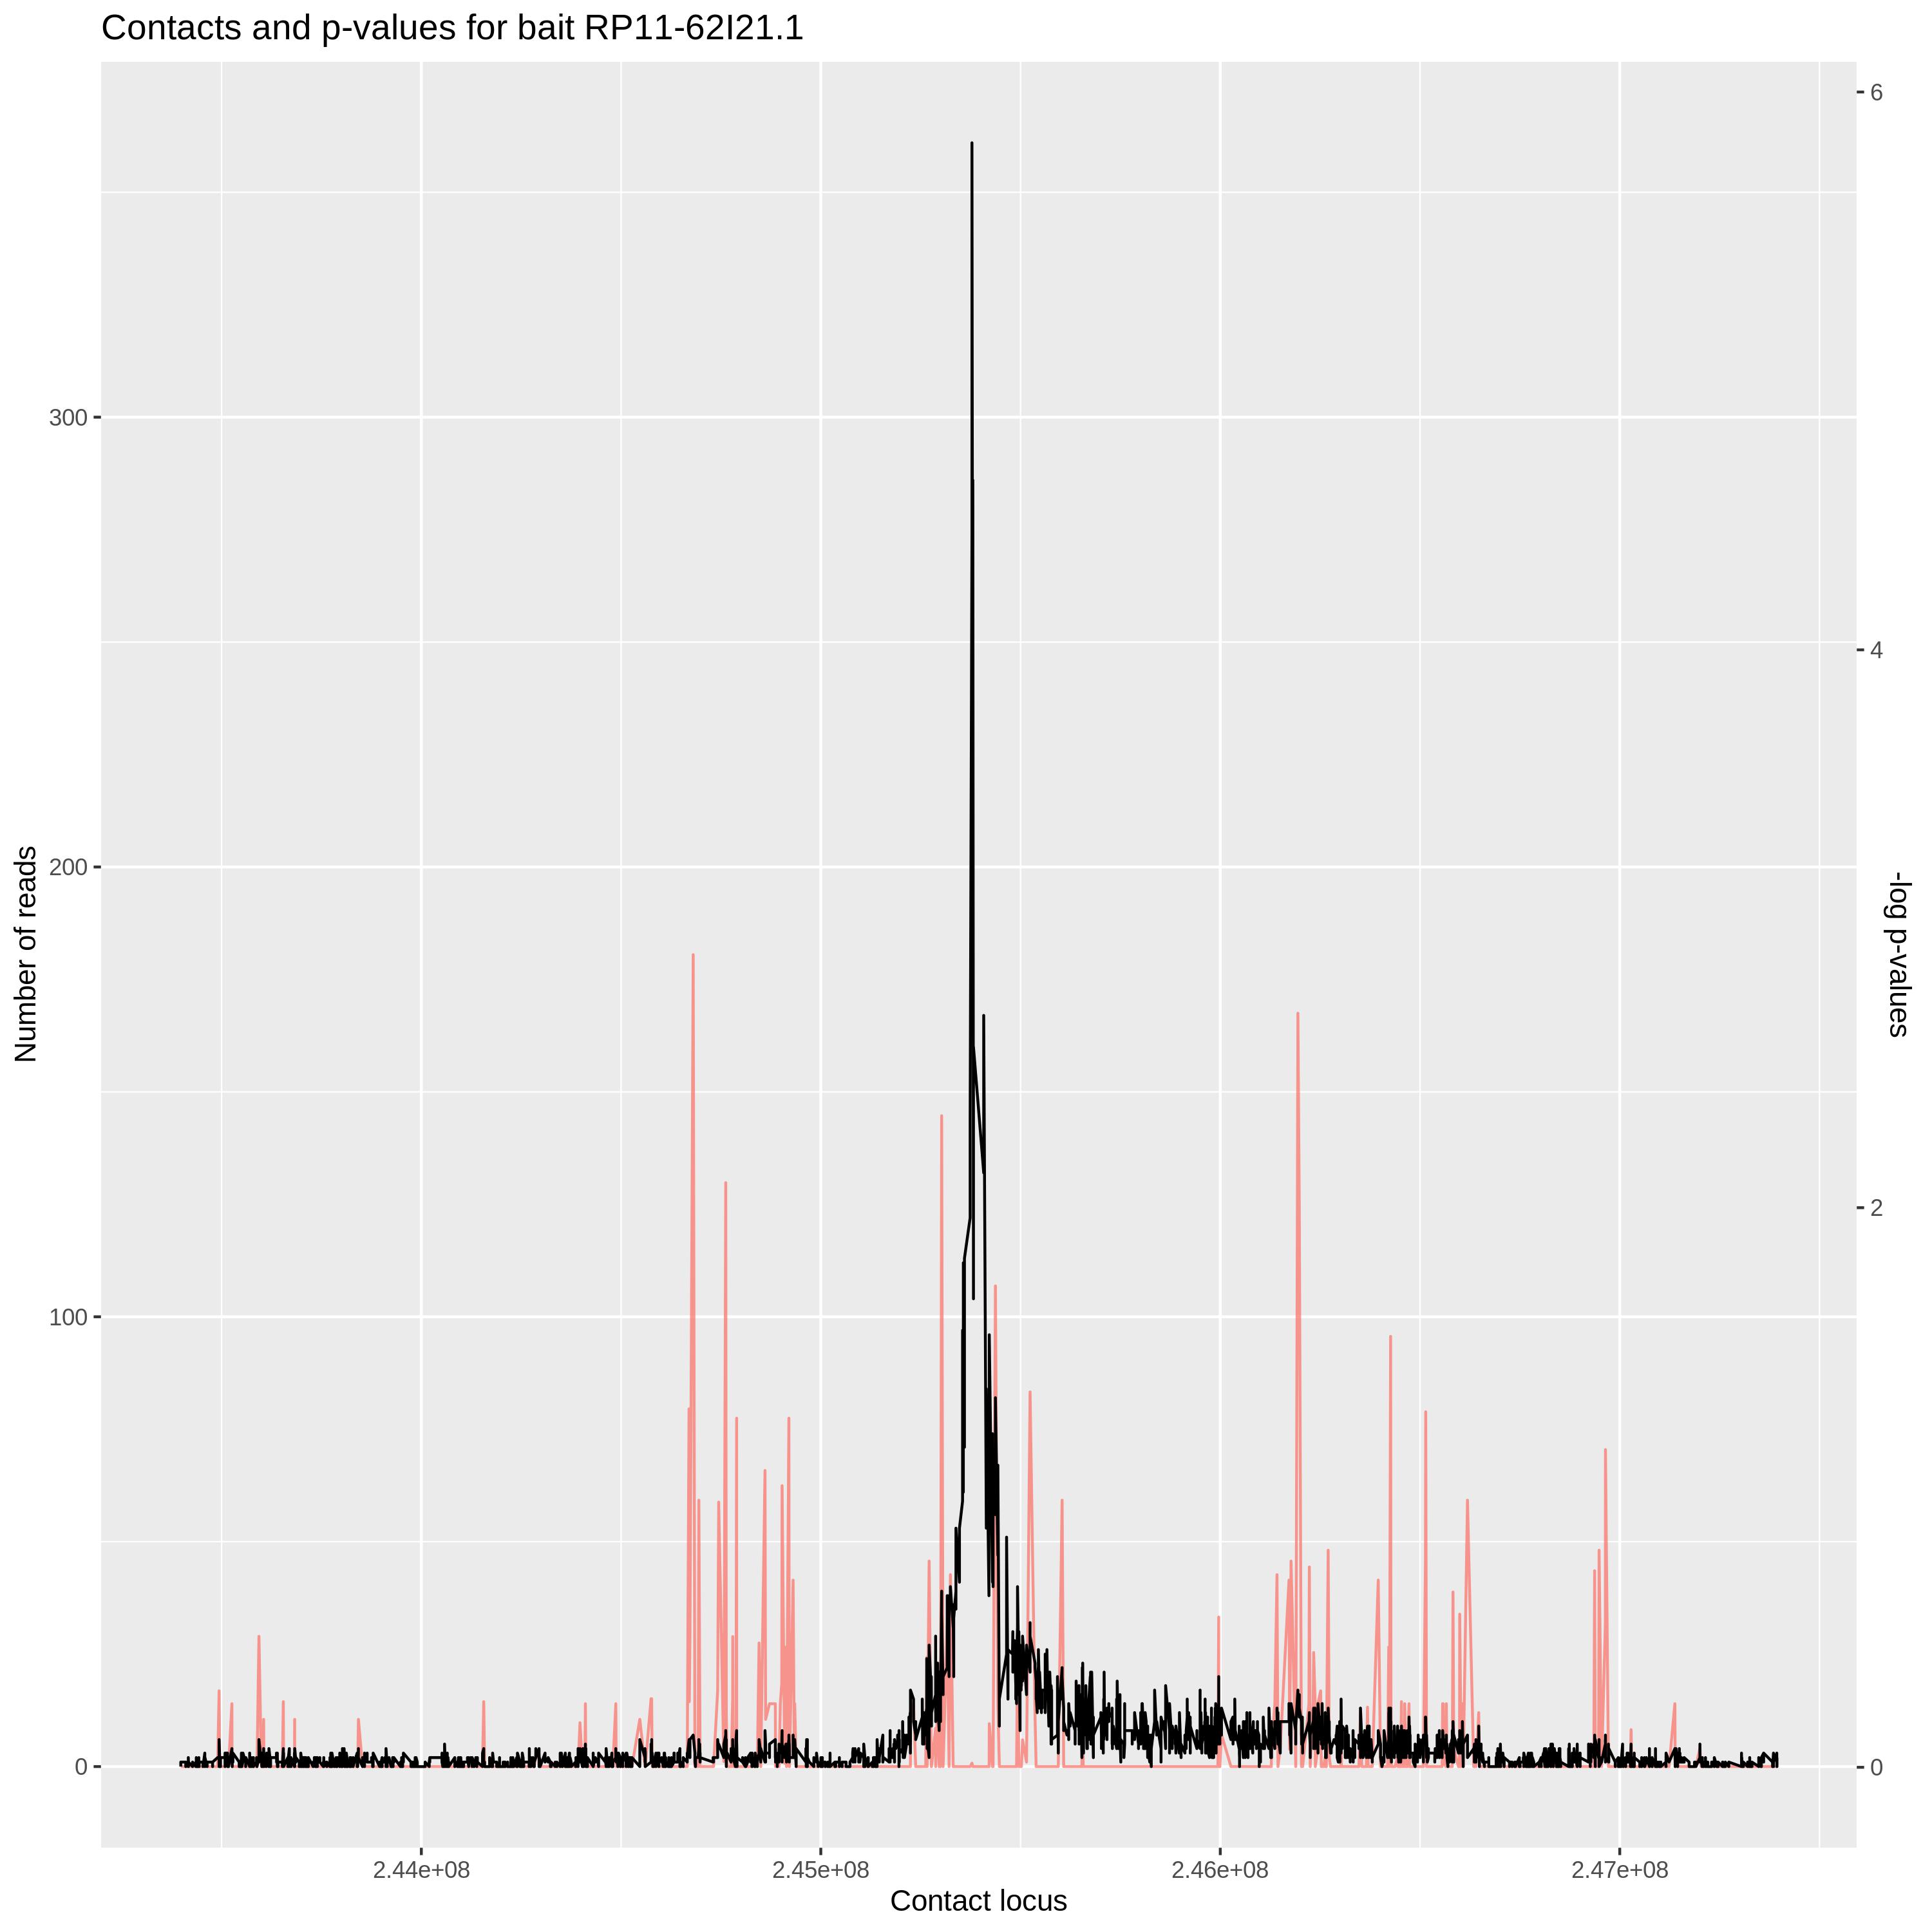 Contacts and p-values for bait RP11-62I21.1
6
300
4
200
Number of reads
-log p-values
2
100
0
0
2.44e+08 2.45e+08 2.46e+08 2.47e+08
Contact locus